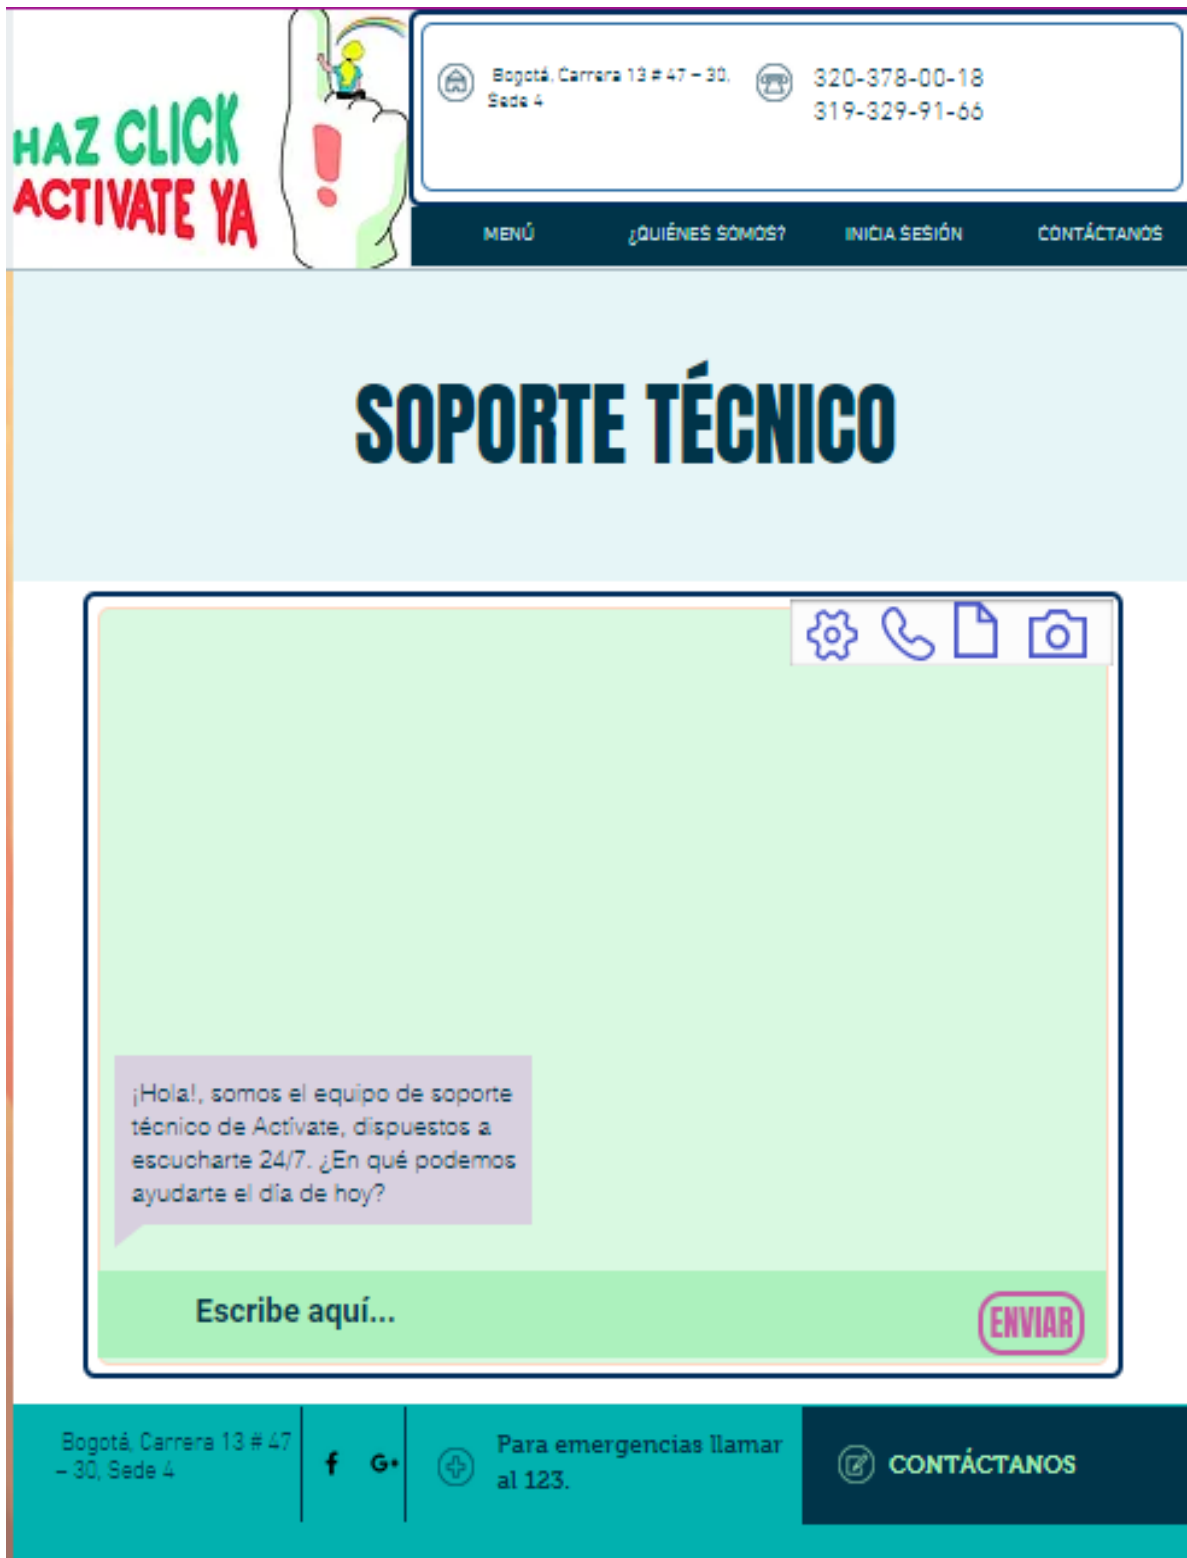 HAZ CLICK
ACTIVATE YA
Bogotá, Carrera 13 # 47 – 30,
Sede 4
320-378-00-18
319-329-91-66
MENÚ
¿QUIÉNES SOMOS?
INICIA SESIÓN
CONTÁCTANOS
SOPORTE TÉCNICO
¡Hola!, somos el equipo de soporte
técnico de Actívate, dispuestos a
escucharte 24/7. ¿En qué podemos
ayudarte el día de hoy?
Escribe aquí...
ENVIAR
Bogotá, Carrera 13 # 47
– 30, Sede 4
f
G+
Para emergencias llamar
al 123.
CONTÁCTANOS